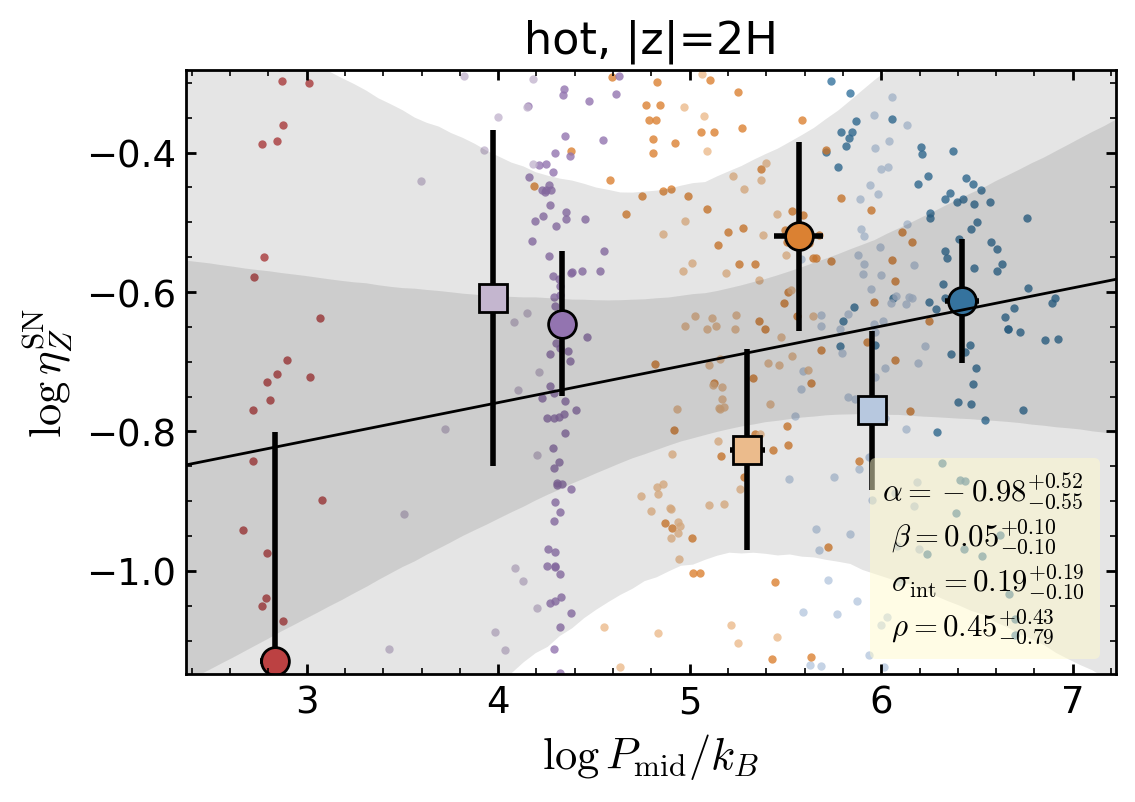 hot, |z|=2H
log η_Z^SN
−0.4
−0.6
−0.8
−1.0
α = −0.98^{+0.52}_{−0.55}
β = 0.05^{+0.10}_{−0.10}
σ_int = 0.19^{+0.19}_{−0.10}
ρ = 0.45^{+0.43}_{−0.79}
3 4 5 6 7
log P_mid/k_B